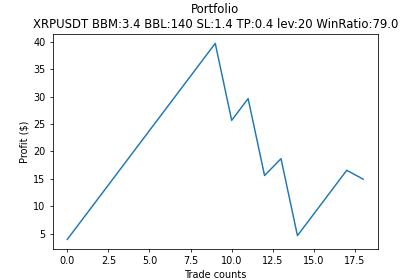 Portfolio
XRPUSDT BBM:3.4 BBL:140 SL:1.4 TP:0.4 lev:20 WinRatio:79.0
40
35
30
25
20
15
10
5
Profit ($)
0.0 2.5 5.0 7.5 10.0 12.5 15.0 17.5
Trade counts